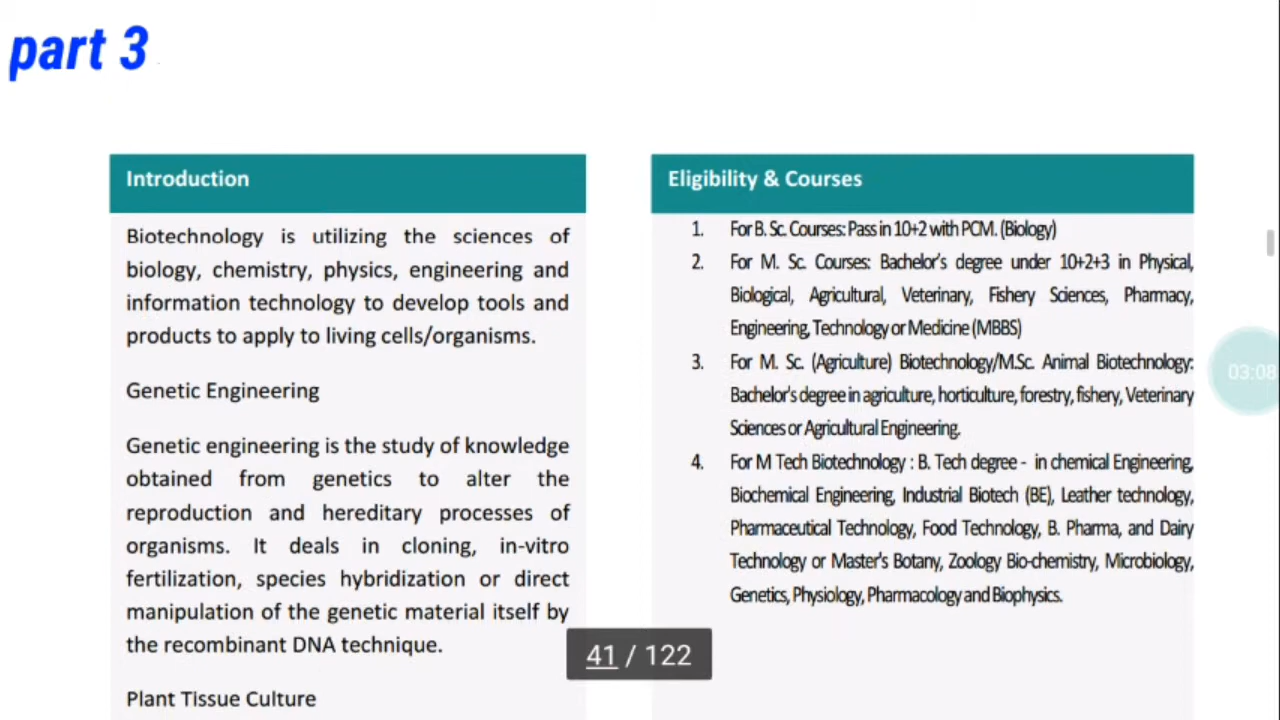 part 3
Introduction
Biotechnology is utilizing the sciences of
biology, chemistry, physics, engineering and
information technology to develop tools and
products to apply to living cells/organisms.
Genetic Engineering
Genetic engineering is the study of knowledge
obtained from genetics to alter the
reproduction and hereditary processes of
organisms. It deals in cloning, in-vitro
fertilization, species hybridization or direct
manipulation of the genetic material itself by
the recombinant DNA technique.
Plant Tissue Culture
Eligibility & Courses
1. For B. Sc. Courses: Pass in 10+2 with PCM. (Biology)
2. For M. Sc. Courses: Bachelor's degree under 10+2+3 in Physical,
Biological, Agricultural, Veterinary, Fishery Sciences, Pharmacy,
Engineering, Technology or Medicine (MBBS)
3. For M. Sc. (Agriculture) Biotechnology/M.Sc. Animal Biotechnology:
Bachelor's degree in agriculture, horticulture, forestry, fishery, Veterinary
Sciences or Agricultural Engineering.
4. For M Tech Biotechnology : B. Tech degree - in chemical Engineering,
Biochemical Engineering, Industrial Biotech (BE), Leather technology,
Pharmaceutical Technology, Food Technology, B. Pharma, and Dairy
Technology or Master's Botany, Zoology Bio-chemistry, Microbiology,
Genetics, Physiology, Pharmacology and Biophysics.
03:08
41 / 122